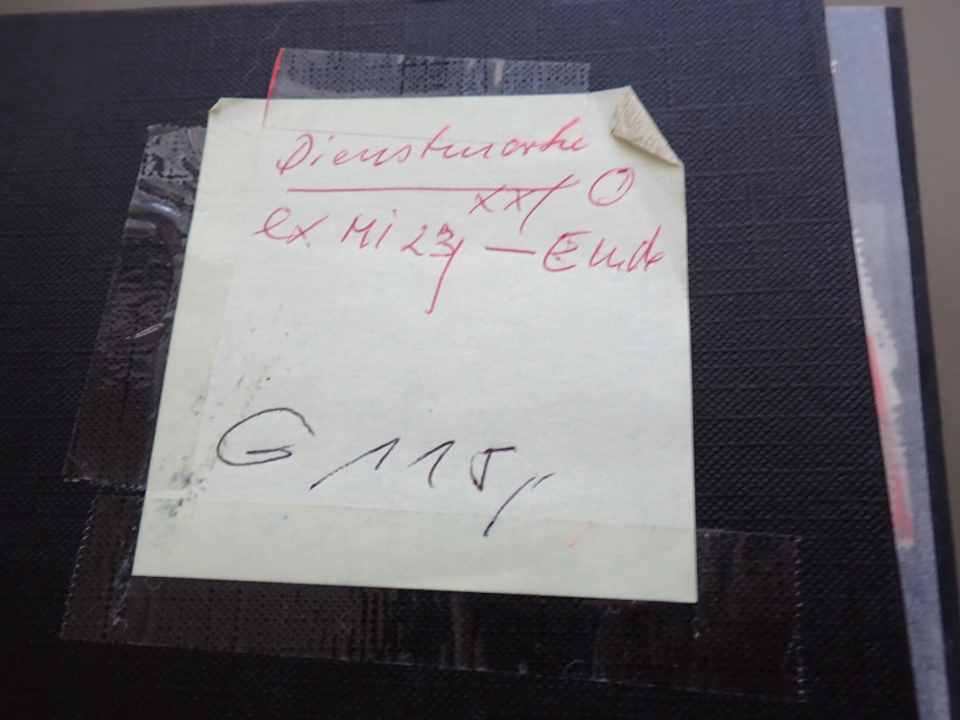 Dienstmarke
xx/ O
ex Mi 23, — Ende
G 115,